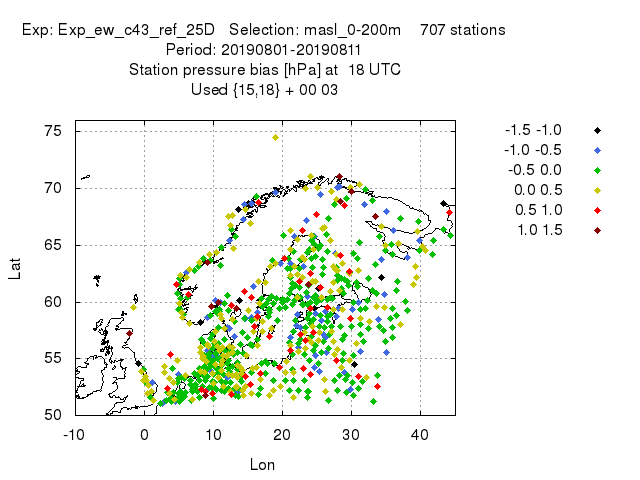 Exp: Exp_ew_c43_ref_25D Selection: masl_0-200m 707 stations
Period: 20190801-20190811
Station pressure bias [hPa] at 18 UTC
Used {15,18} + 00 03
-1.5 -1.0
-1.0 -0.5
-0.5 0.0
0.0 0.5
0.5 1.0
1.0 1.5
75
70
65
60
55
50
Lat
-10 0 10 20 30 40
Lon